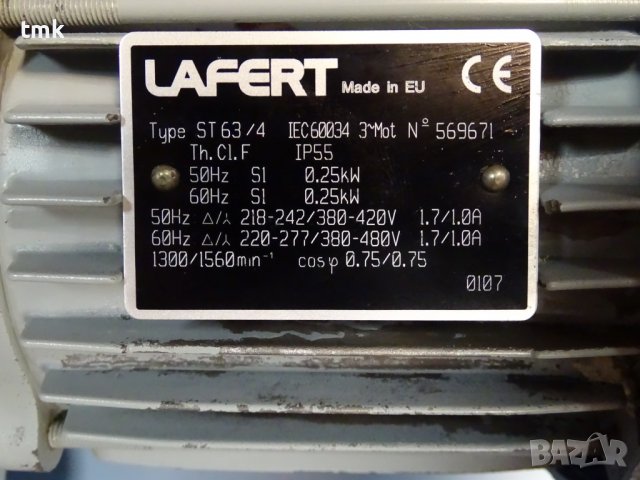 tmk
LAFERT Made in EU CE
Type ST 63/4 IEC60034 3~Mot N° 569671
Th.Cl.F IP55
50Hz S1 0.25kW
60Hz S1 0.25kW
50Hz Δ/⅄ 218-242/380-420V 1.7/1.0A
60Hz Δ/⅄ 220-277/380-480V 1.7/1.0A
1300/1560min⁻¹ cosφ 0.75/0.75
0107
BAZAR